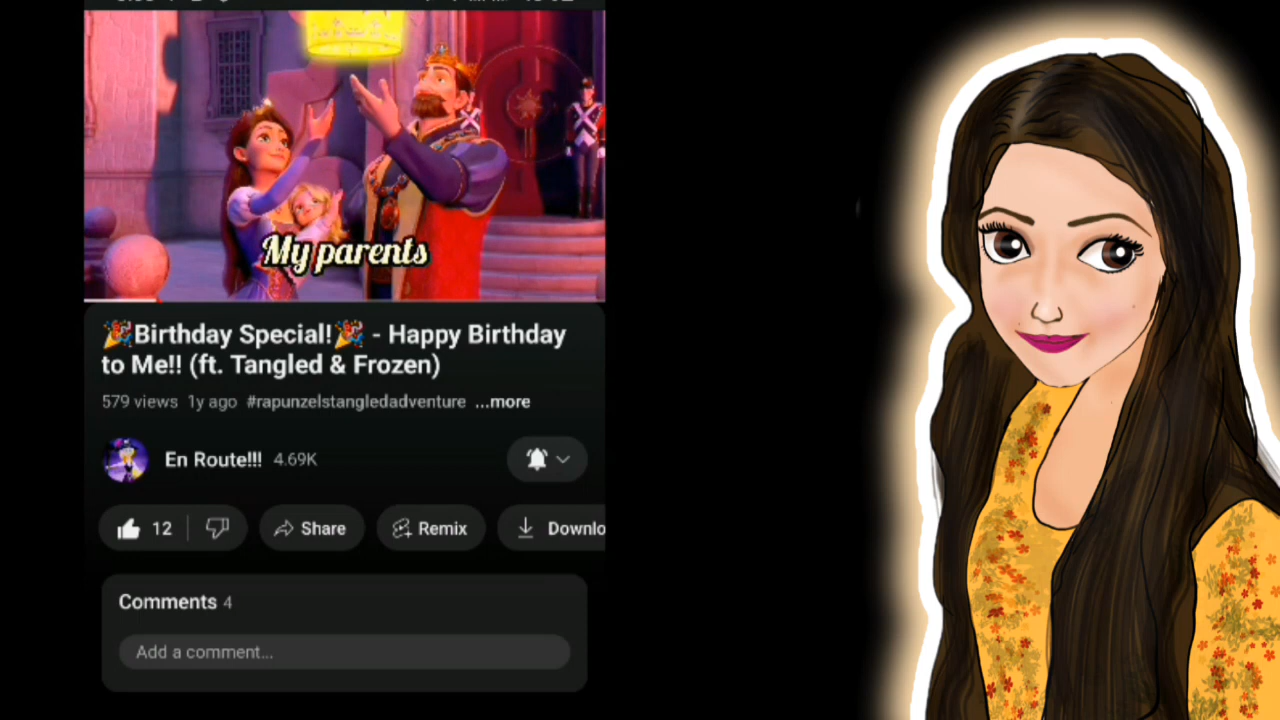 My parents
🎉Birthday Special!🎉 - Happy Birthday
to Me!! (ft. Tangled & Frozen)
579 views 1y ago #rapunzelstangledadventure ...more
En Route!!! 4.69K
12 Share Remix Downlo
Comments 4
Add a comment...